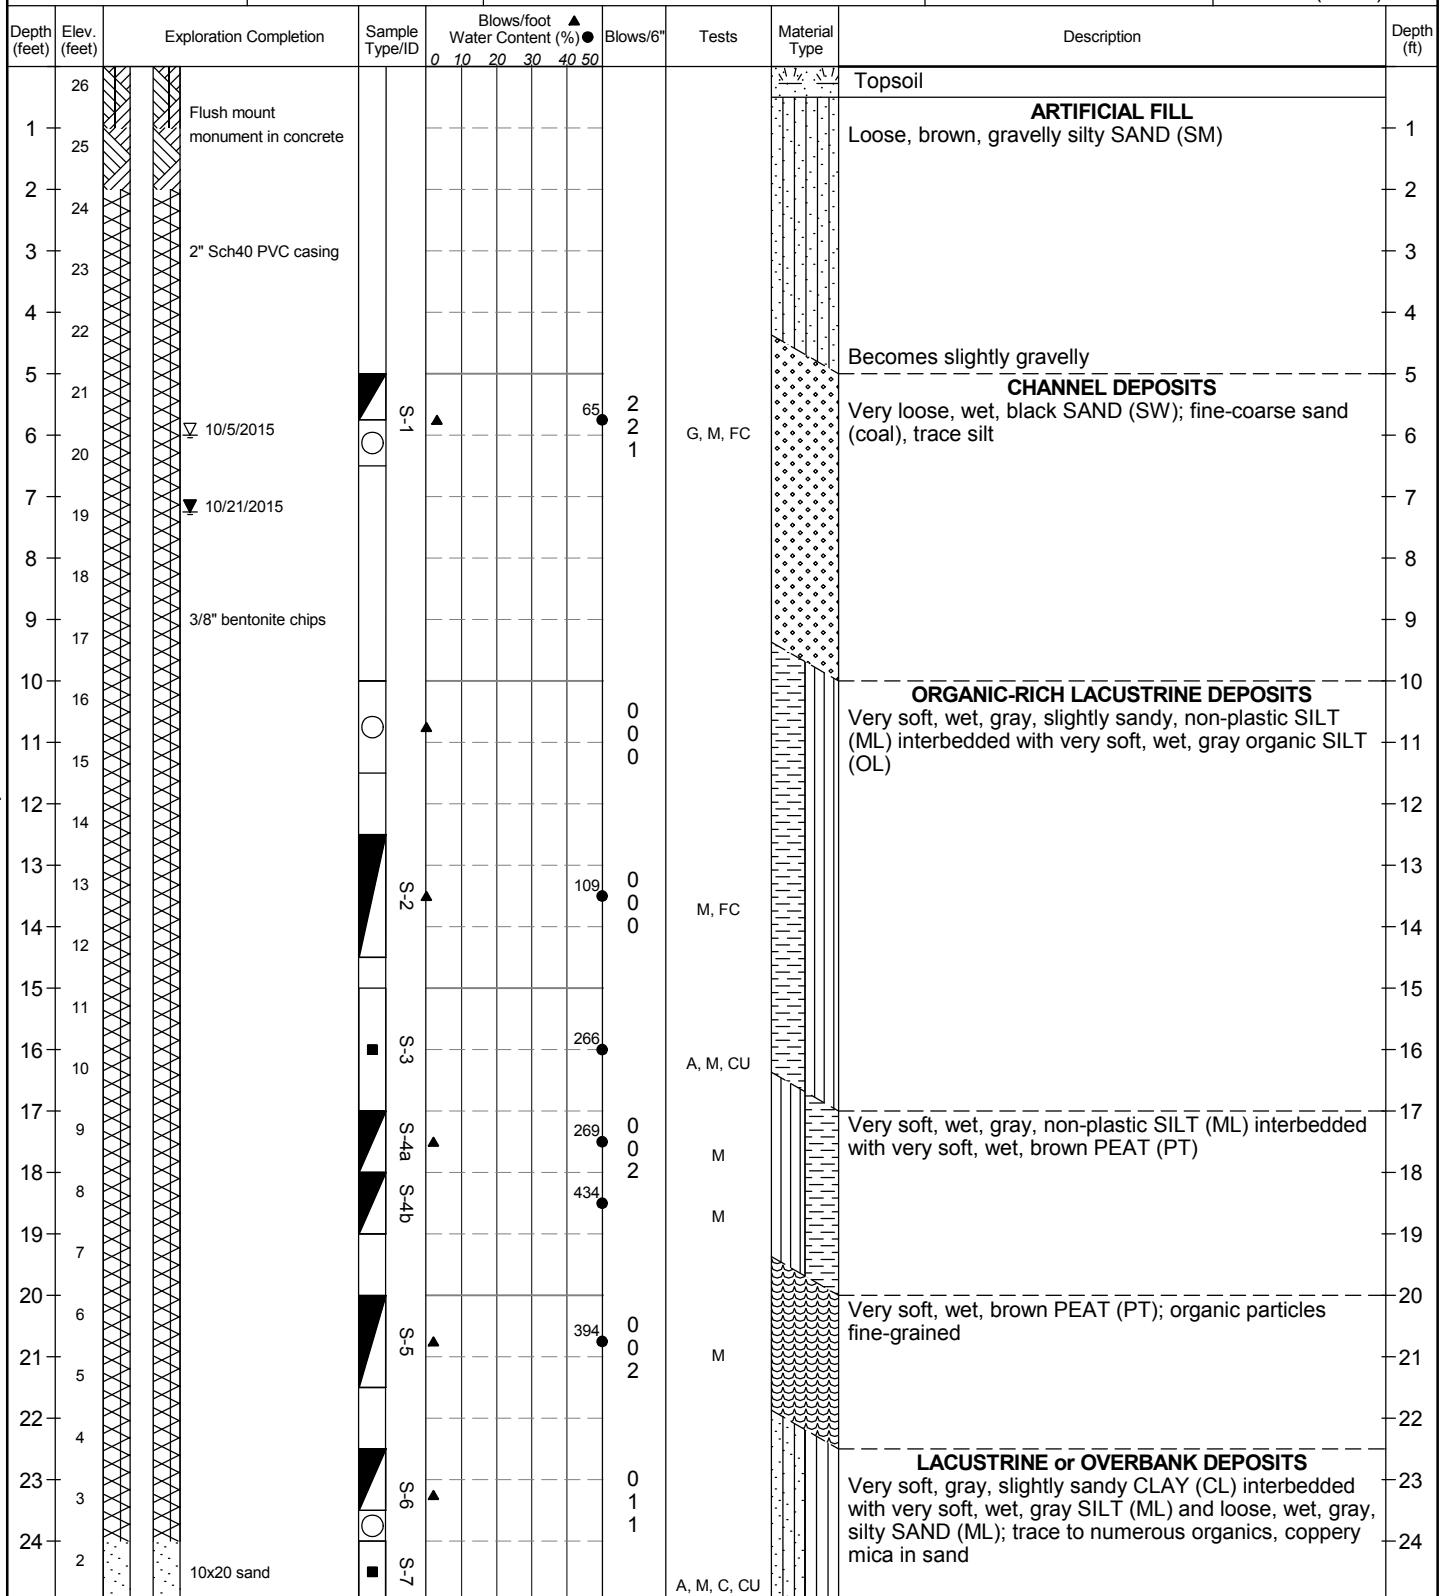 Depth (feet)
Elev. (feet)
Exploration Completion
Sample Type/ID
Blows/foot ▲
Water Content (%) ●
0 10 20 30 40 50
Blows/6"
Tests
Material Type
Description
Depth (ft)
26
Topsoil
Flush mount
monument in concrete
ARTIFICIAL FILL
Loose, brown, gravelly silty SAND (SM)
1
1
25
2
2
24
3
2" Sch40 PVC casing
3
23
4
4
22
Becomes slightly gravelly
5
5
21
S-1
65
2
2
1
G, M, FC
CHANNEL DEPOSITS
Very loose, wet, black SAND (SW); fine-coarse sand
(coal), trace silt
10/5/2015
6
6
20
7
10/21/2015
7
19
8
8
18
9
3/8" bentonite chips
9
17
10
10
16
0
0
0
ORGANIC-RICH LACUSTRINE DEPOSITS
Very soft, wet, gray, slightly sandy, non-plastic SILT
(ML) interbedded with very soft, wet, gray organic SILT
(OL)
11
11
15
12
12
14
13
13
13
S-2
109
0
0
0
M, FC
14
14
12
15
15
11
16
S-3
266
A, M, CU
16
10
17
17
9
S-4a
269
0
0
2
M
Very soft, wet, gray, non-plastic SILT (ML) interbedded
with very soft, wet, brown PEAT (PT)
18
18
8
S-4b
434
M
19
19
7
20
20
6
S-5
394
0
0
2
M
Very soft, wet, brown PEAT (PT); organic particles
fine-grained
21
21
5
22
22
4
LACUSTRINE or OVERBANK DEPOSITS
Very soft, gray, slightly sandy CLAY (CL) interbedded
with very soft, wet, gray SILT (ML) and loose, wet, gray,
silty SAND (ML); trace to numerous organics, coppery
mica in sand
23
23
3
S-6
0
1
1
24
24
2
10x20 sand
S-7
A, M, C, CU